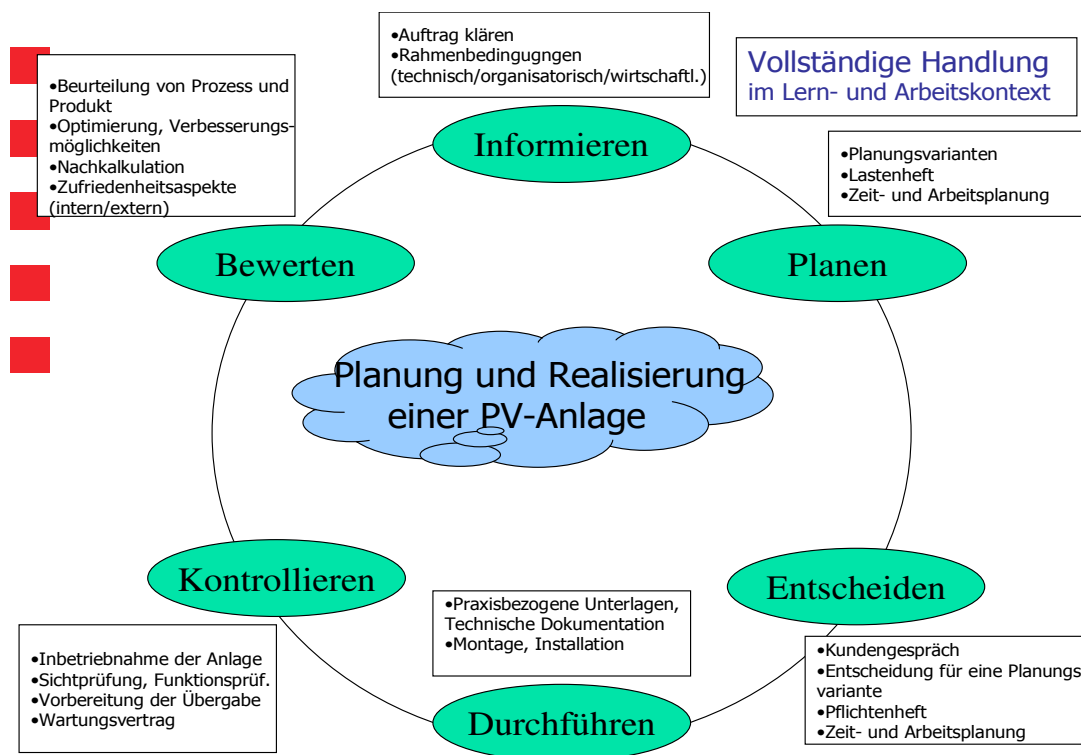 •Auftrag klären
•Rahmenbedingugngen
(technisch/organisatorisch/wirtschaftl.)
Vollständige Handlung
im Lern- und Arbeitskontext
•Beurteilung von Prozess und
Produkt
•Optimierung, Verbesserungs-
möglichkeiten
•Nachkalkulation
•Zufriedenheitsaspekte
(intern/extern)
Informieren
•Planungsvarianten
•Lastenheft
•Zeit- und Arbeitsplanung
Bewerten
Planen
Planung und Realisierung
einer PV-Anlage
Kontrollieren
Entscheiden
•Praxisbezogene Unterlagen,
Technische Dokumentation
•Montage, Installation
•Inbetriebnahme der Anlage
•Sichtprüfung, Funktionsprüf.
•Vorbereitung der Übergabe
•Wartungsvertrag
Durchführen
•Kundengespräch
•Entscheidung für eine Planungs
variante
•Pflichtenheft
•Zeit- und Arbeitsplanung